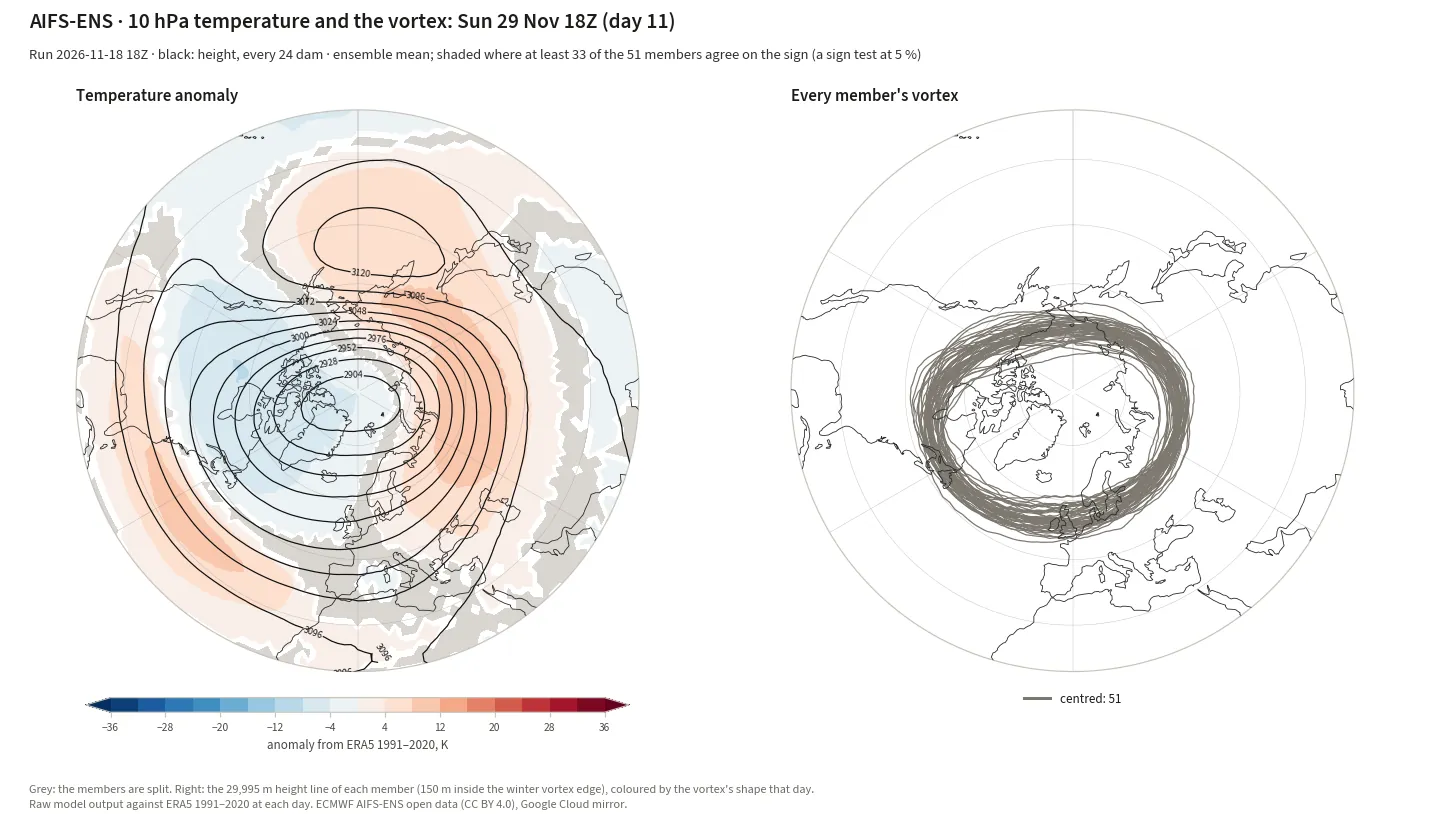 AIFS-ENS · 10 hPa temperature and the vortex: Sun 29 Nov 18Z (day 11)
Run 2026-11-18 18Z · black: height, every 24 dam · ensemble mean; shaded where at least 33 of the 51 members agree on the sign (a sign test at 5 %)
Temperature anomaly
Every member's vortex
3120
3096
3072
3048
3024
3000
2976
2952
2928
2904
3096
3096
centred: 51
−36 −28 −20 −12 −4 4 12 20 28 36
anomaly from ERA5 1991–2020, K
Grey: the members are split. Right: the 29,995 m height line of each member (150 m inside the winter vortex edge), coloured by the vortex's shape that day.
Raw model output against ERA5 1991–2020 at each day. ECMWF AIFS-ENS open data (CC BY 4.0), Google Cloud mirror.